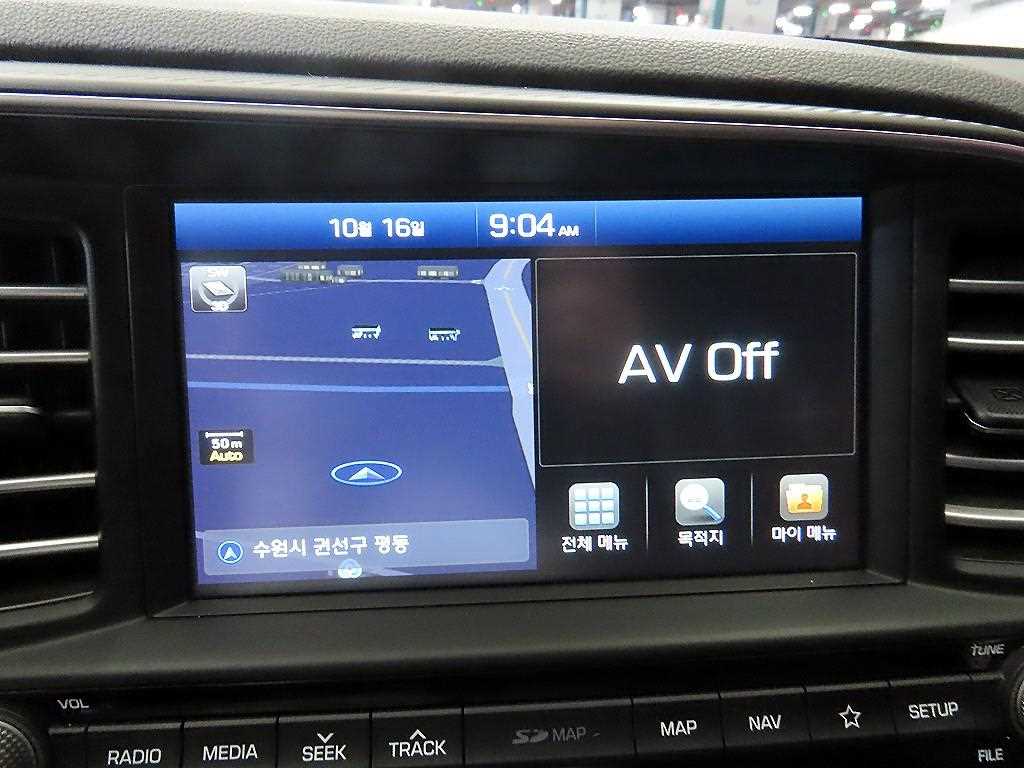 10월 16일 9:04 AM
SW
3D
AV Off
50m
Auto
수원시 권선구 평동
전체 메뉴
목적지
마이 메뉴
TUNE
VOL
RADIO
MEDIA
SEEK
TRACK
SD MAP
MAP
NAV
SETUP
FILE